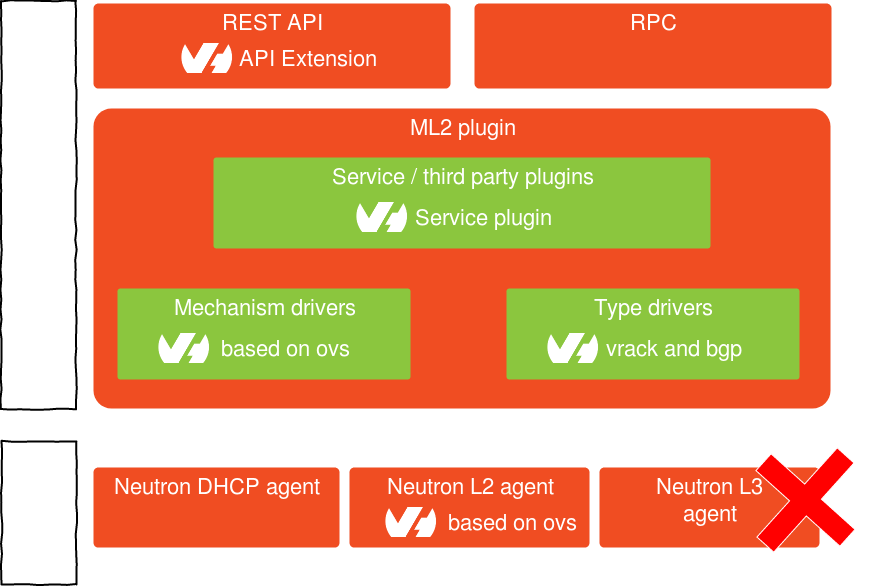 REST API
API Extension
RPC
ML2 plugin
Service / third party plugins
Service plugin
Mechanism drivers
based on ovs
Type drivers
vrack and bgp
Neutron DHCP agent
Neutron L2 agent
based on ovs
Neutron L3
agent